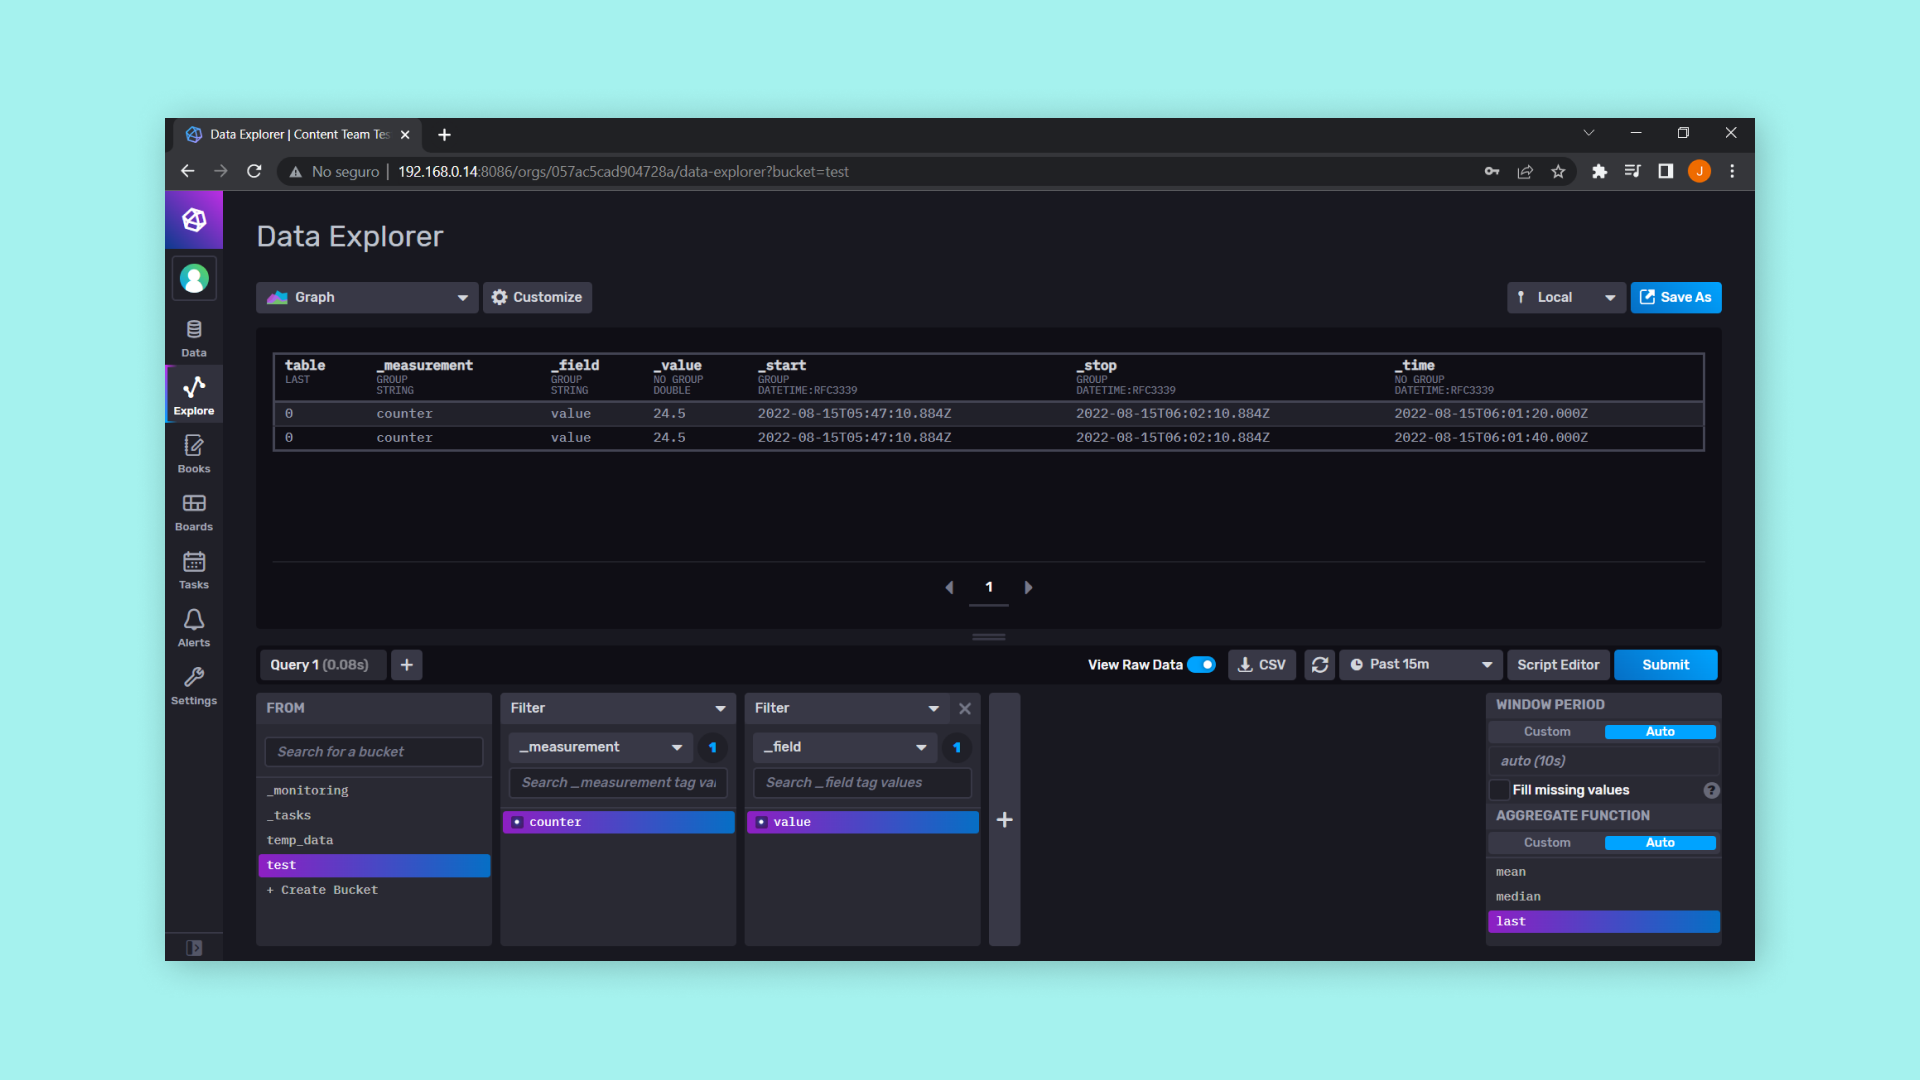 Data Explorer | Content Team Tes
No seguro | 192.168.0.14:8086/orgs/057ac5cad904728a/data-explorer?bucket=test
J
Data Explorer
Graph
Customize
Local
Save As
Data
Explore
Books
Boards
Tasks
Alerts
Settings
table _measurement _field _value _start _stop _time
LAST GROUP GROUP NO GROUP GROUP GROUP NO GROUP
STRING STRING DOUBLE DATETIME:RFC3339 DATETIME:RFC3339 DATETIME:RFC3339
0 counter value 24.5 2022-08-15T05:47:10.884Z 2022-08-15T06:02:10.884Z 2022-08-15T06:01:20.000Z
0 counter value 24.5 2022-08-15T05:47:10.884Z 2022-08-15T06:02:10.884Z 2022-08-15T06:01:40.000Z
1
Query 1 (0.08s)
+
View Raw Data
CSV
Past 15m
Script Editor
Submit
FROM
Search for a bucket
_monitoring
_tasks
temp_data
test
+ Create Bucket
Filter
_measurement
1
Search _measurement tag val
counter
Filter
_field
1
Search _field tag values
value
+
WINDOW PERIOD
Custom Auto
auto (10s)
Fill missing values ?
AGGREGATE FUNCTION
Custom Auto
mean
median
last